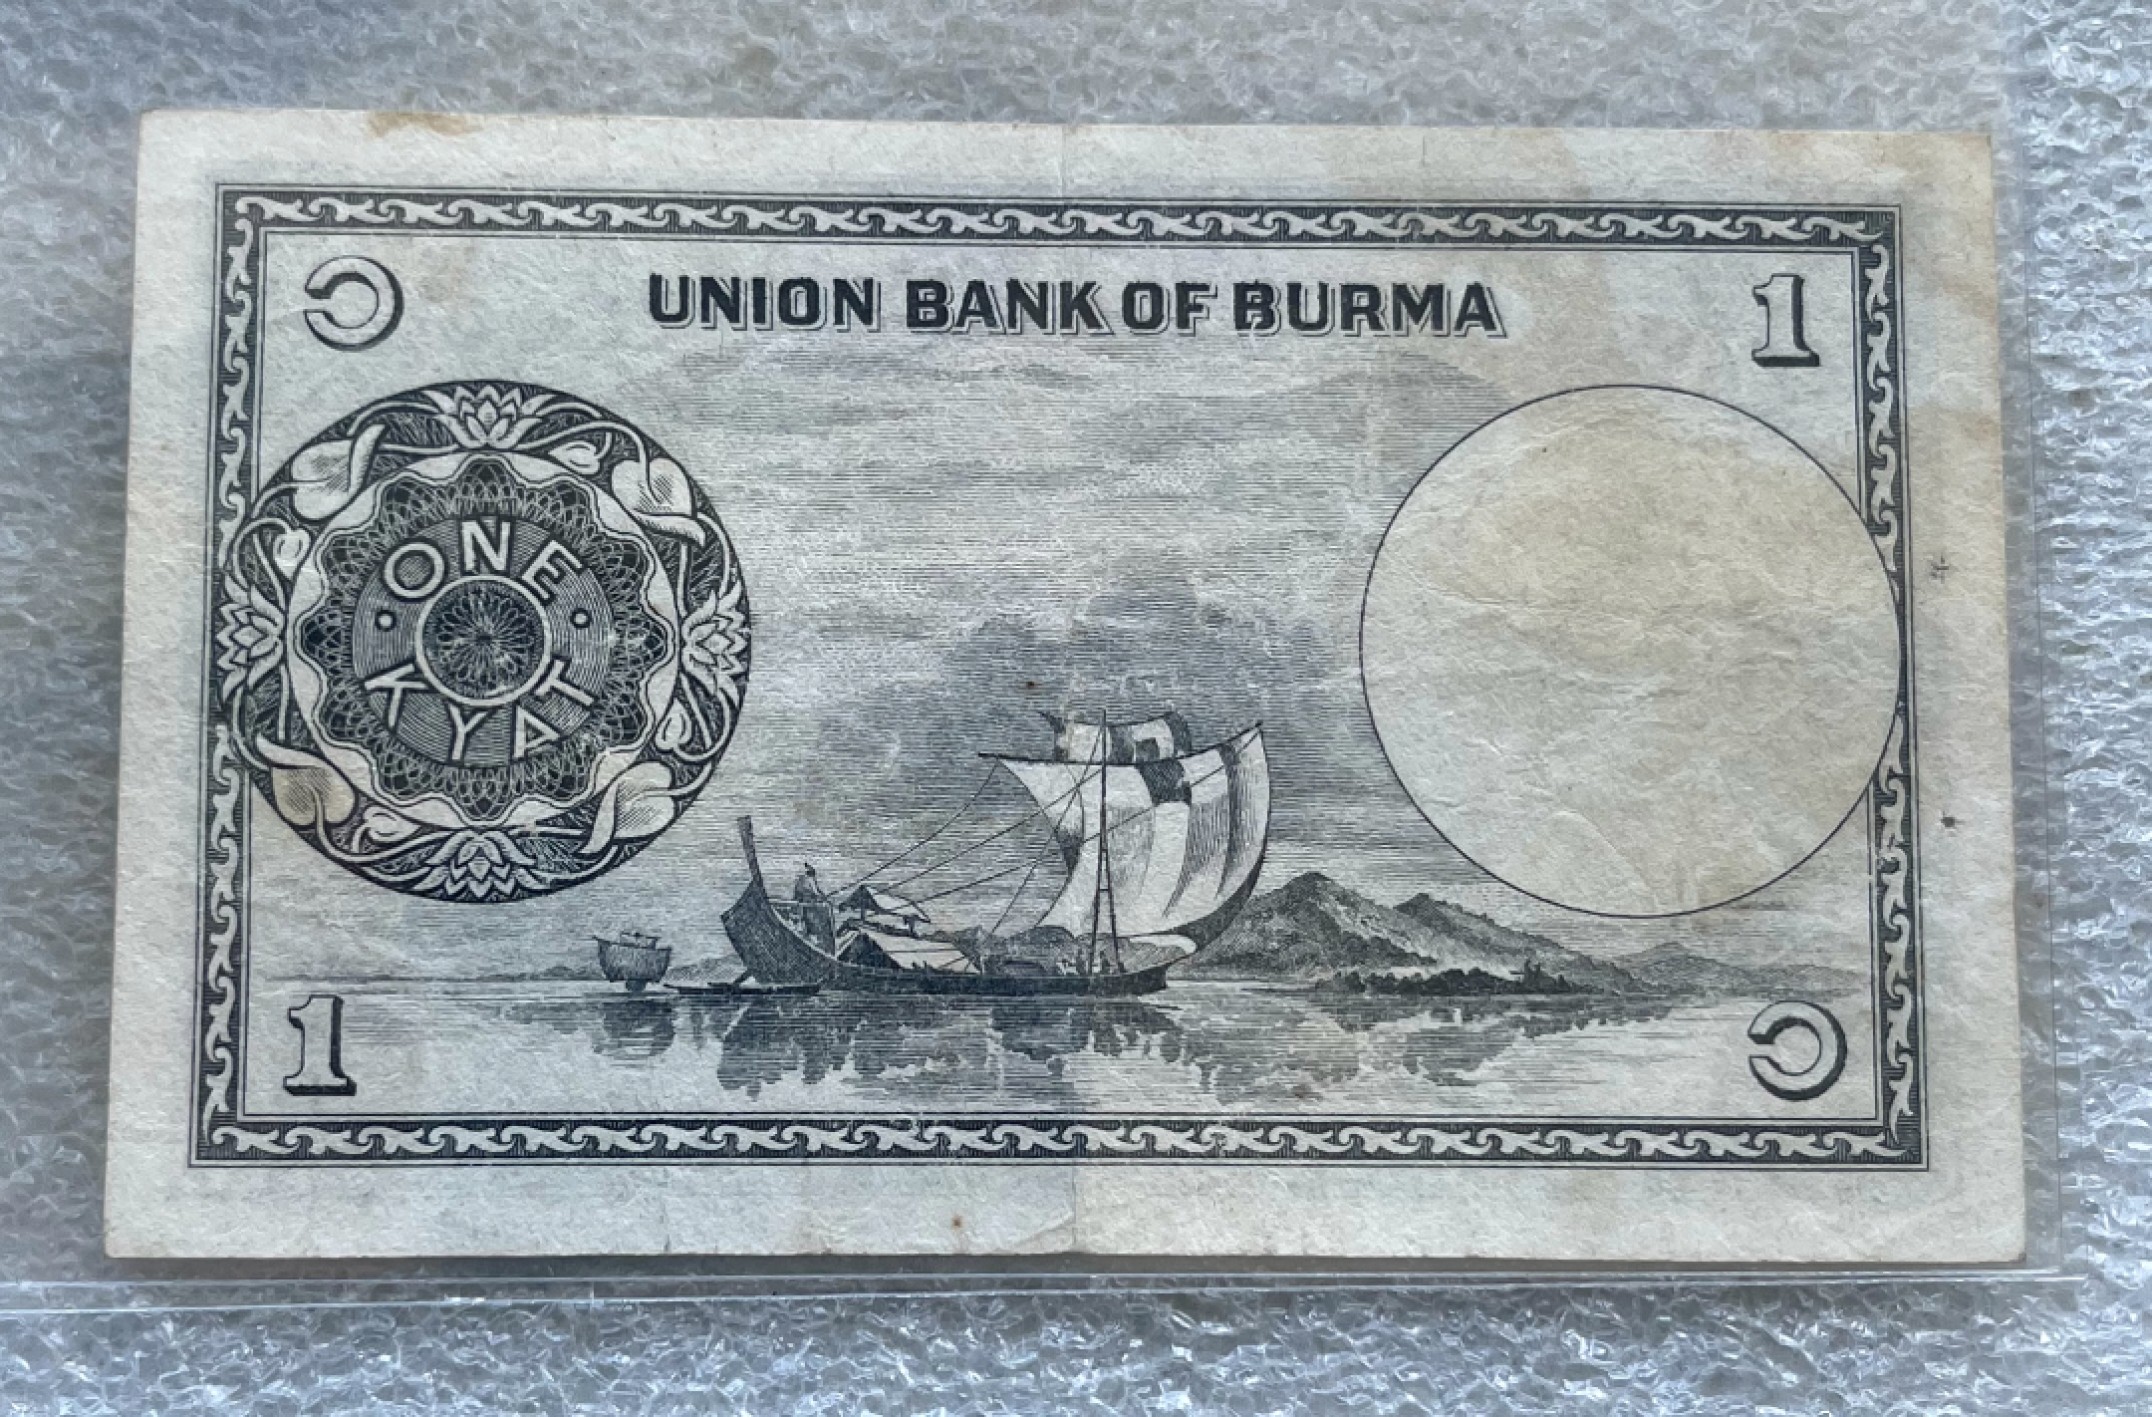 ၁
UNION BANK OF BURMA
1
ONE
KYAT
1
၁